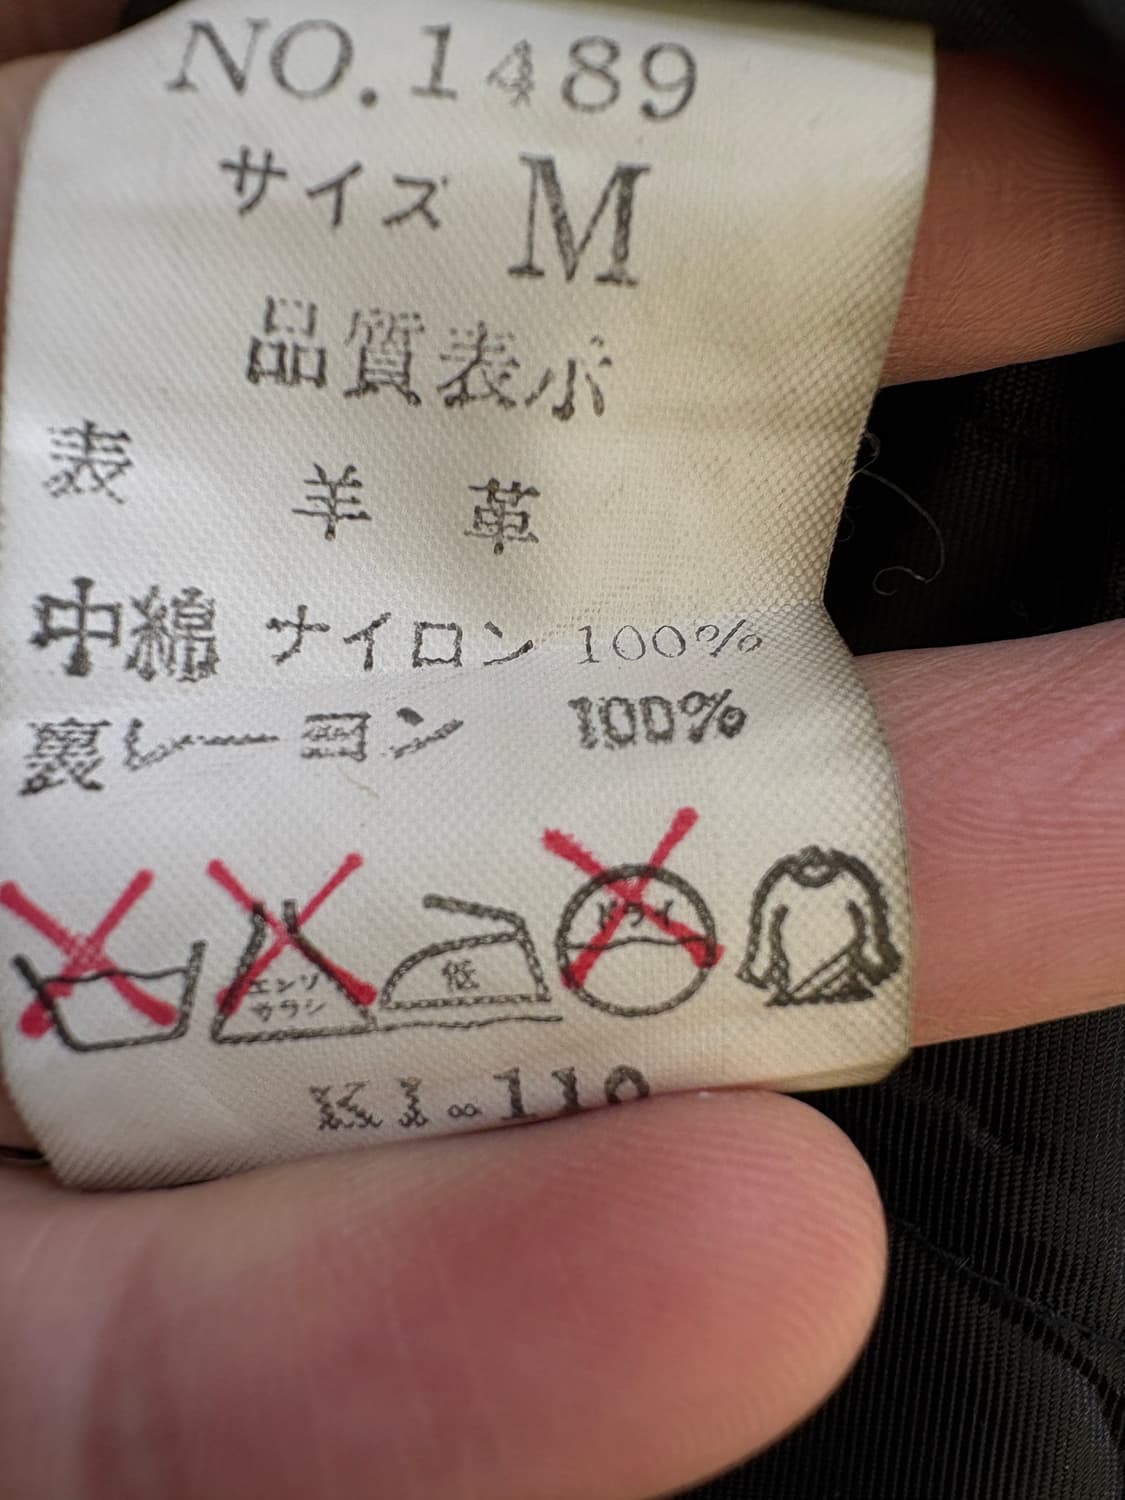 NO.1489
サイズ M
品質表示
表 羊革
中綿 ナイロン 100%
裏 レーヨン 100%
エンソ
サラシ
低
ドライ